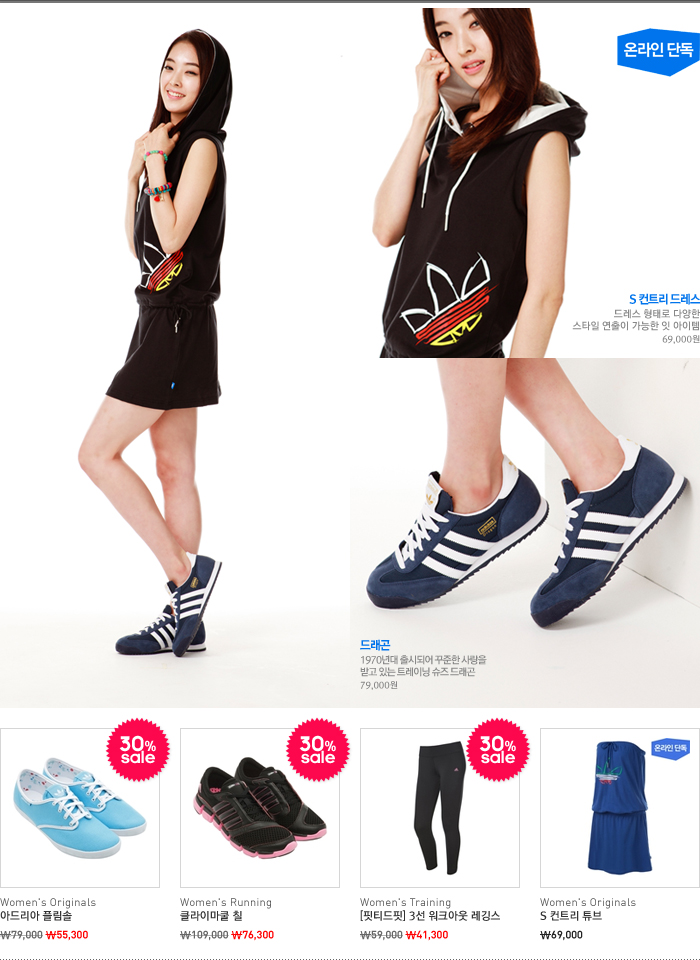 온라인 단독
S 컨트리 드레스
드레스 형태로 다양한
스타일 연출이 가능한 잇 아이템
69,000원
드래곤
1970년대 출시되어 꾸준한 사랑을
받고 있는 트레이닝 슈즈 드래곤
79,000원
30%
sale
30%
sale
30%
sale
온라인 단독
Women's Originals
아드리아 플림솔
₩79,000 ₩55,300
Women's Running
클라이마쿨 칠
₩109,000 ₩76,300
Women's Training
[핏티드핏] 3선 워크아웃 레깅스
₩59,000 ₩41,300
Women's Originals
S 컨트리 튜브
₩69,000